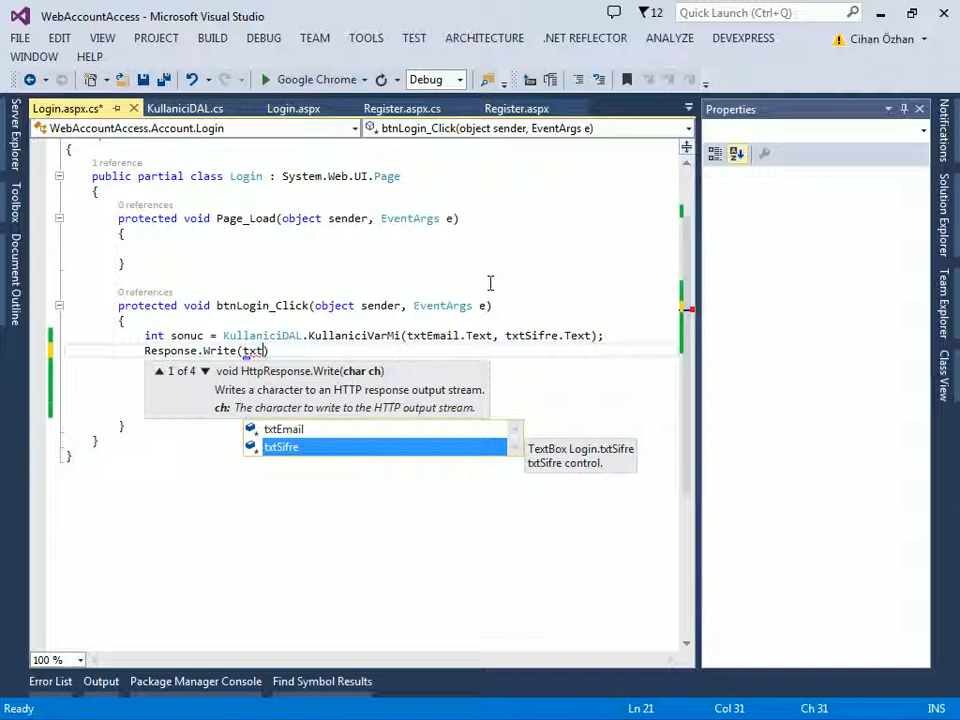 WebAccountAccess - Microsoft Visual Studio
12
Quick Launch (Ctrl+Q)
FILE EDIT VIEW PROJECT BUILD DEBUG TEAM TOOLS TEST ARCHITECTURE .NET REFLECTOR ANALYZE DEVEXPRESS
Cihan Özhan
WINDOW HELP
Google Chrome
Debug
Login.aspx.cs* KullaniciDAL.cs Login.aspx Register.aspx.cs Register.aspx
Properties
WebAccountAccess.Account.Login
btnLogin_Click(object sender, EventArgs e)
{
1 reference
public partial class Login : System.Web.UI.Page
{
0 references
protected void Page_Load(object sender, EventArgs e)
{
}
0 references
protected void btnLogin_Click(object sender, EventArgs e)
{
int sonuc = KullaniciDAL.KullaniciVarMi(txtEmail.Text, txtSifre.Text);
Response.Write(txt)
1 of 4 void HttpResponse.Write(char ch)
Writes a character to an HTTP response output stream.
ch: The character to write to the HTTP output stream.
}
txtEmail
txtSifre
TextBox Login.txtSifre
txtSifre control.
}
}
Server Explorer
Toolbox
Document Outline
Notifications
Solution Explorer
Team Explorer
Class View
100 %
Error List Output Package Manager Console Find Symbol Results
Ready
Ln 21
Col 31
Ch 31
INS